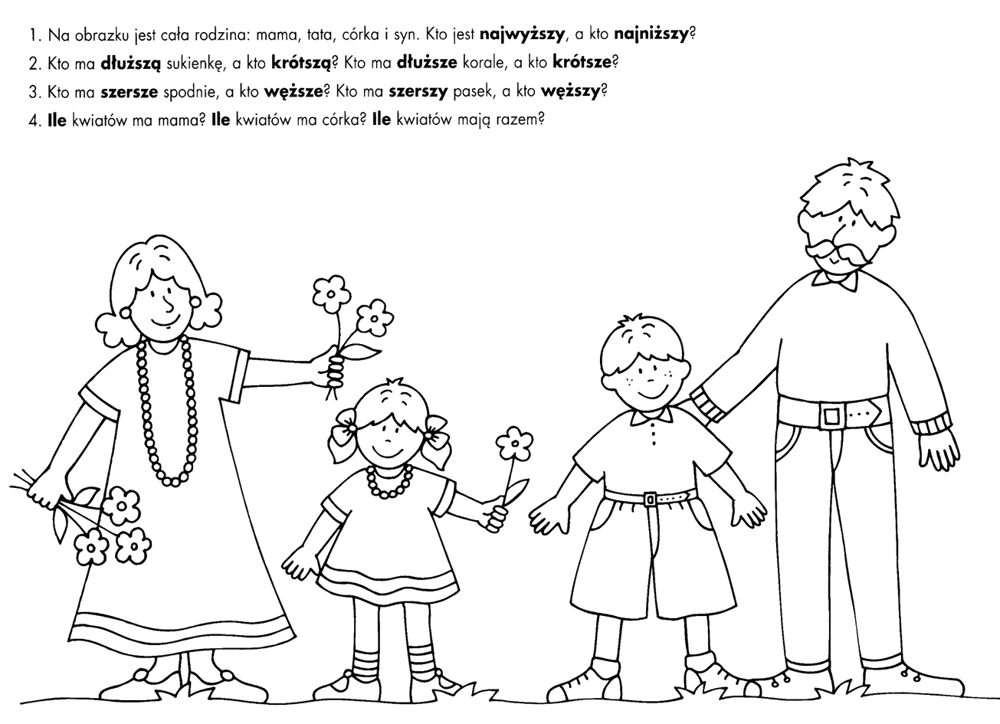 1. Na obrazku jest cała rodzina: mama, tata, córka i syn. Kto jest najwyższy, a kto najniższy?
2. Kto ma dłuższą sukienkę, a kto krótszą? Kto ma dłuższe korale, a kto krótsze?
3. Kto ma szersze spodnie, a kto węższe? Kto ma szerszy pasek, a kto węższy?
4. Ile kwiatów ma mama? Ile kwiatów ma córka? Ile kwiatów mają razem?